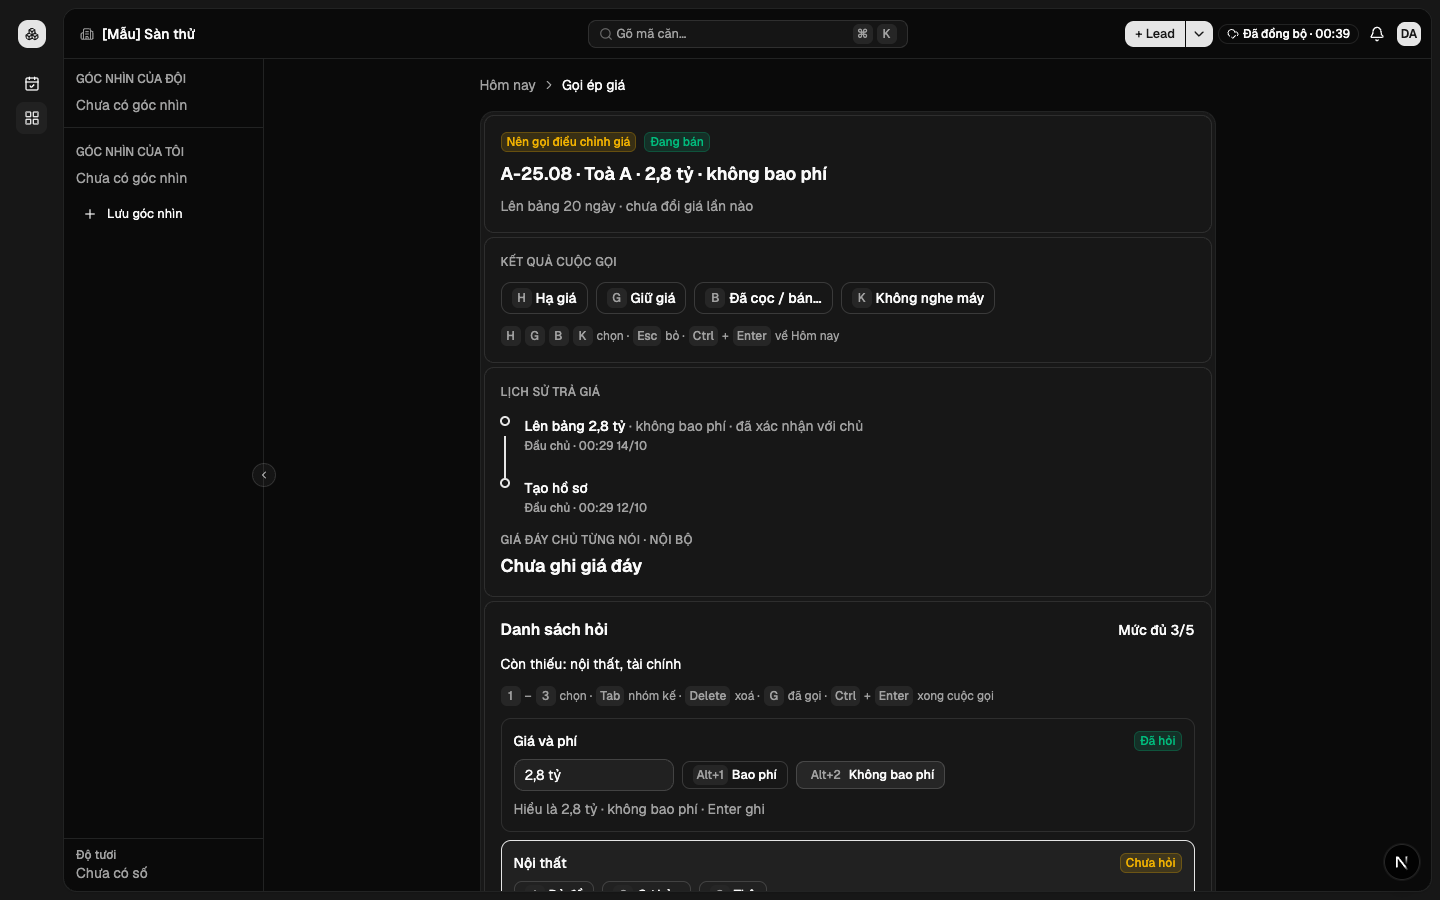 [Mẫu] Sàn thử
Gõ mã căn...
⌘ K
+ Lead
Đã đồng bộ · 00:39
DA
GÓC NHÌN CỦA ĐỘI
Chưa có góc nhìn
GÓC NHÌN CỦA TÔI
Chưa có góc nhìn
+ Lưu góc nhìn
Độ tươi
Chưa có số
Hôm nay > Gọi ép giá
Nên gọi điều chỉnh giá Đang bán
A-25.08 · Toà A · 2,8 tỷ · không bao phí
Lên bảng 20 ngày · chưa đổi giá lần nào
KẾT QUẢ CUỘC GỌI
H Hạ giá G Giữ giá B Đã cọc / bán... K Không nghe máy
H G B K chọn · Esc bỏ · Ctrl + Enter về Hôm nay
LỊCH SỬ TRẢ GIÁ
Lên bảng 2,8 tỷ · không bao phí · đã xác nhận với chủ
Đầu chủ · 00:29 14/10
Tạo hồ sơ
Đầu chủ · 00:29 12/10
GIÁ ĐÁY CHỦ TỪNG NÓI · NỘI BỘ
Chưa ghi giá đáy
Danh sách hỏi
Mức đủ 3/5
Còn thiếu: nội thất, tài chính
1 – 3 chọn · Tab nhóm kế · Delete xoá · G đã gọi · Ctrl + Enter xong cuộc gọi
Giá và phí
Đã hỏi
2,8 tỷ Alt+1 Bao phí Alt+2 Không bao phí
Hiểu là 2,8 tỷ · không bao phí · Enter ghi
Nội thất
Chưa hỏi
N